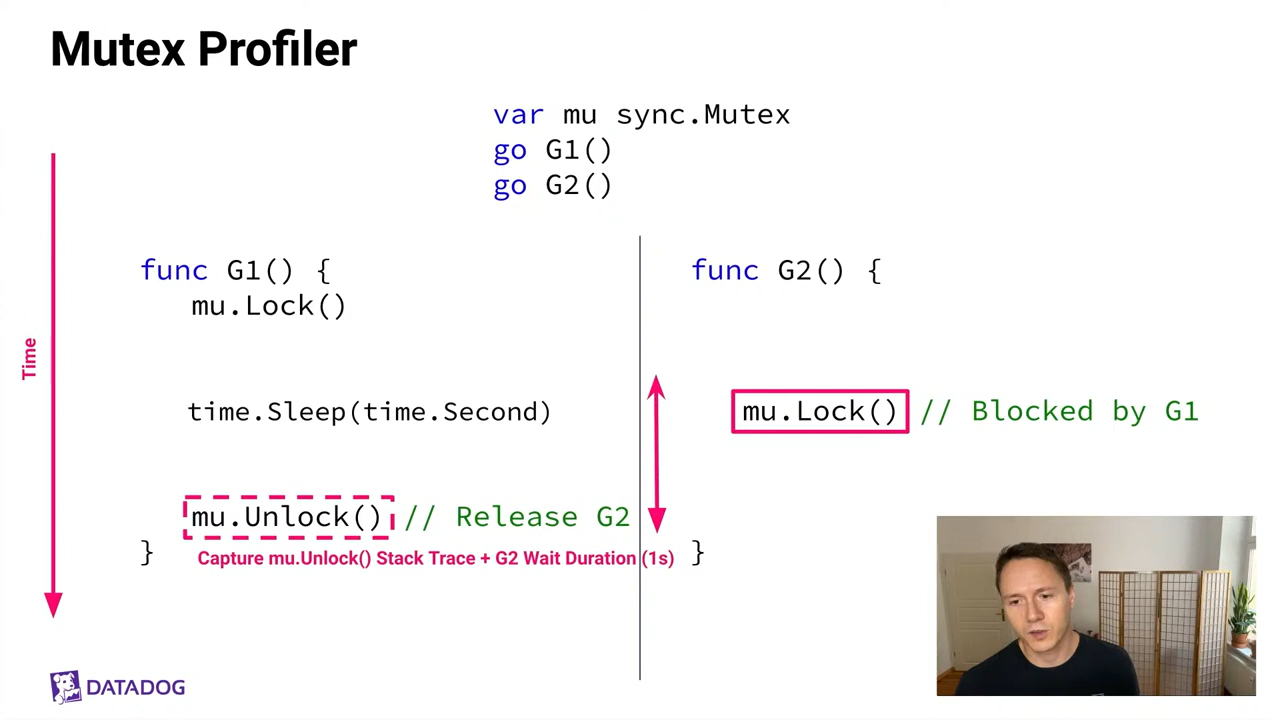 Mutex Profiler
var mu sync.Mutex
go G1()
go G2()
Time
func G1() {
mu.Lock()
time.Sleep(time.Second)
mu.Unlock() // Release G2
}
Capture mu.Unlock() Stack Trace + G2 Wait Duration (1s)
func G2() {
mu.Lock() // Blocked by G1
}
DATADOG